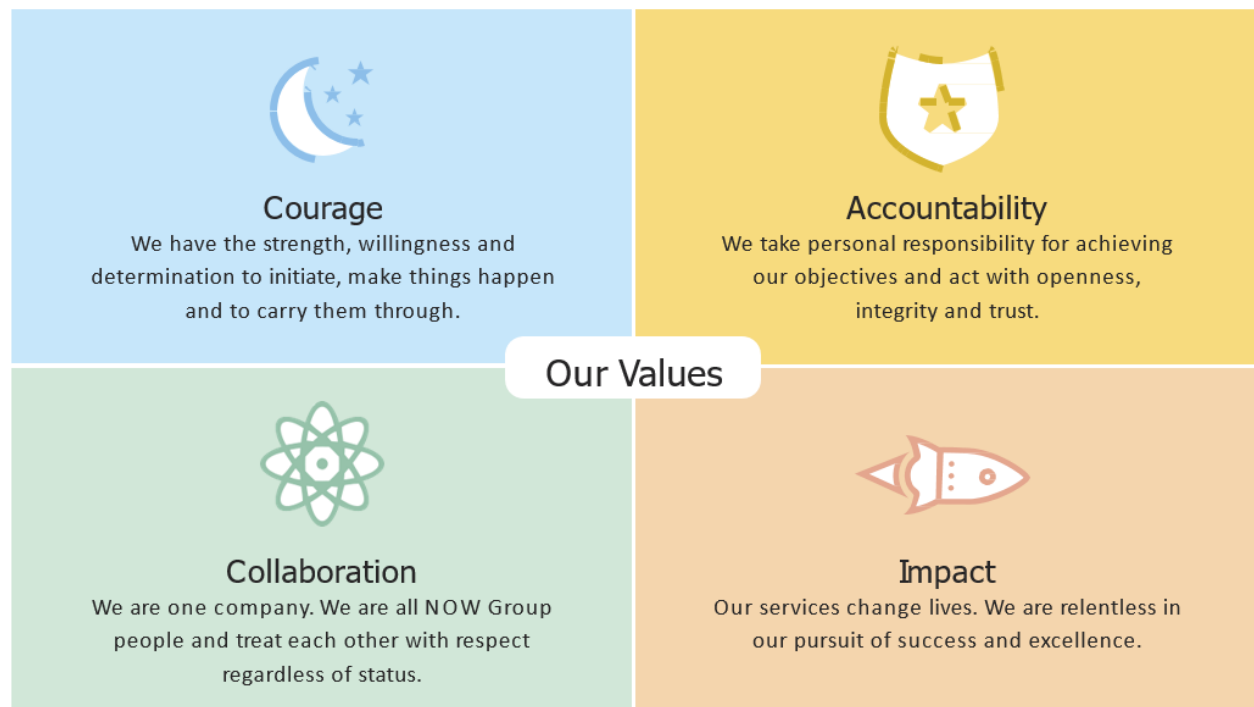 Courage
We have the strength, willingness and
determination to initiate, make things happen
and to carry them through.
Accountability
We take personal responsibility for achieving
our objectives and act with openness,
integrity and trust.
Our Values
Collaboration
We are one company. We are all NOW Group
people and treat each other with respect
regardless of status.
Impact
Our services change lives. We are relentless in
our pursuit of success and excellence.